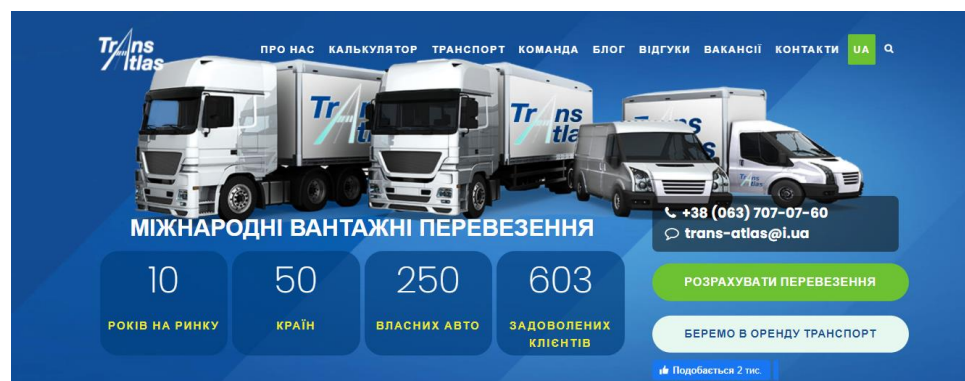 Trans
Atlas
ПРО НАС КАЛЬКУЛЯТОР ТРАНСПОРТ КОМАНДА БЛОГ ВІДГУКИ ВАКАНСІЇ КОНТАКТИ UA
Trans Atlas
МІЖНАРОДНІ ВАНТАЖНІ ПЕРЕВЕЗЕННЯ
+38 (063) 707-07-60
trans-atlas@i.ua
10
РОКІВ НА РИНКУ
50
КРАЇН
250
ВЛАСНИХ АВТО
603
ЗАДОВОЛЕНИХ
КЛІЄНТІВ
РОЗРАХУВАТИ ПЕРЕВЕЗЕННЯ
БЕРЕМО В ОРЕНДУ ТРАНСПОРТ
Подобається 2 тис.